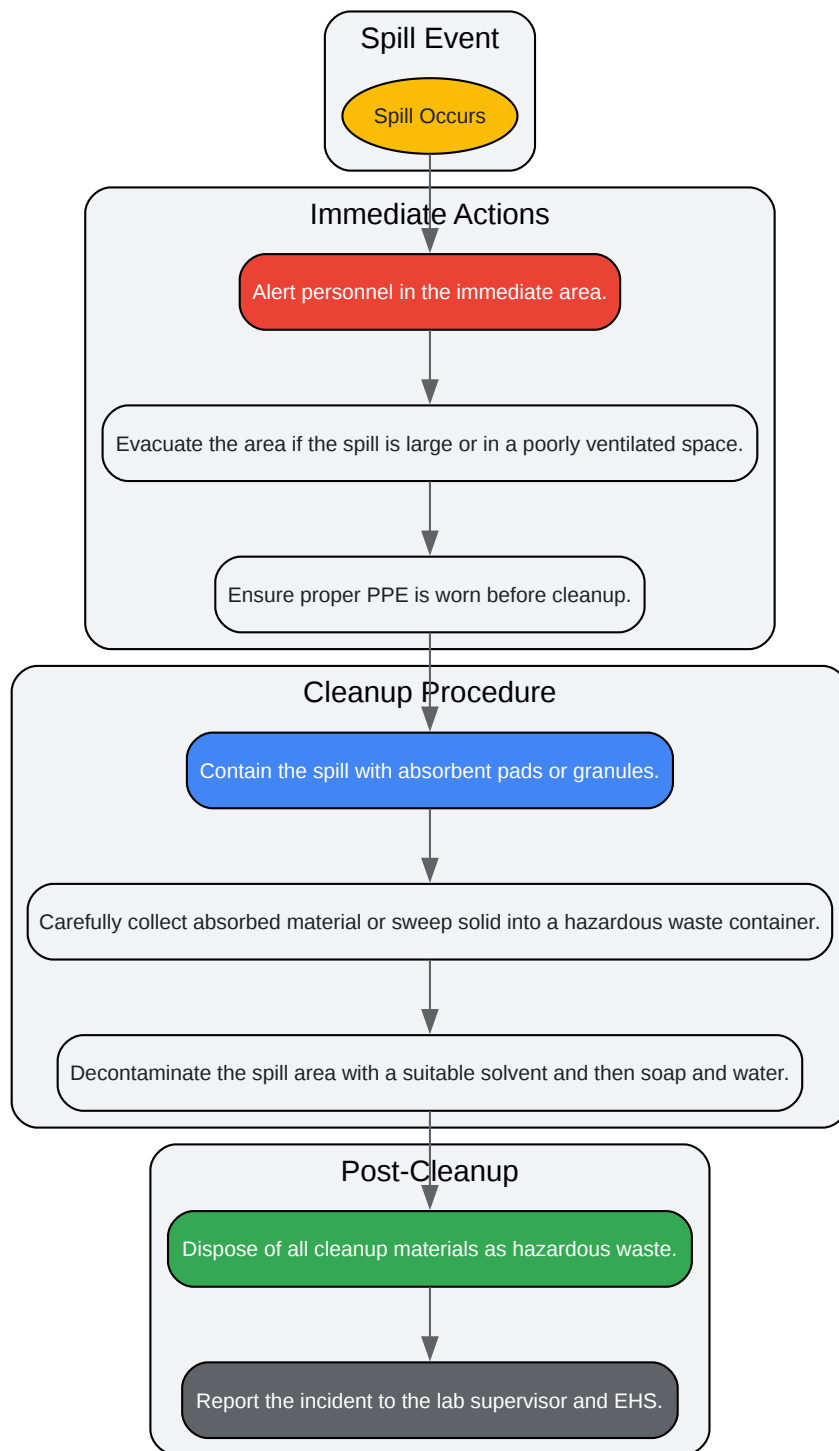 Spill Event
Spill Occurs
Immediate Actions
Alert personnel in the immediate area.
Evacuate the area if the spill is large or in a poorly ventilated space.
Ensure proper PPE is worn before cleanup.
Cleanup Procedure
Contain the spill with absorbent pads or granules.
Carefully collect absorbed material or sweep solid into a hazardous waste container.
Decontaminate the spill area with a suitable solvent and then soap and water.
Post-Cleanup
Dispose of all cleanup materials as hazardous waste.
Report the incident to the lab supervisor and EHS.